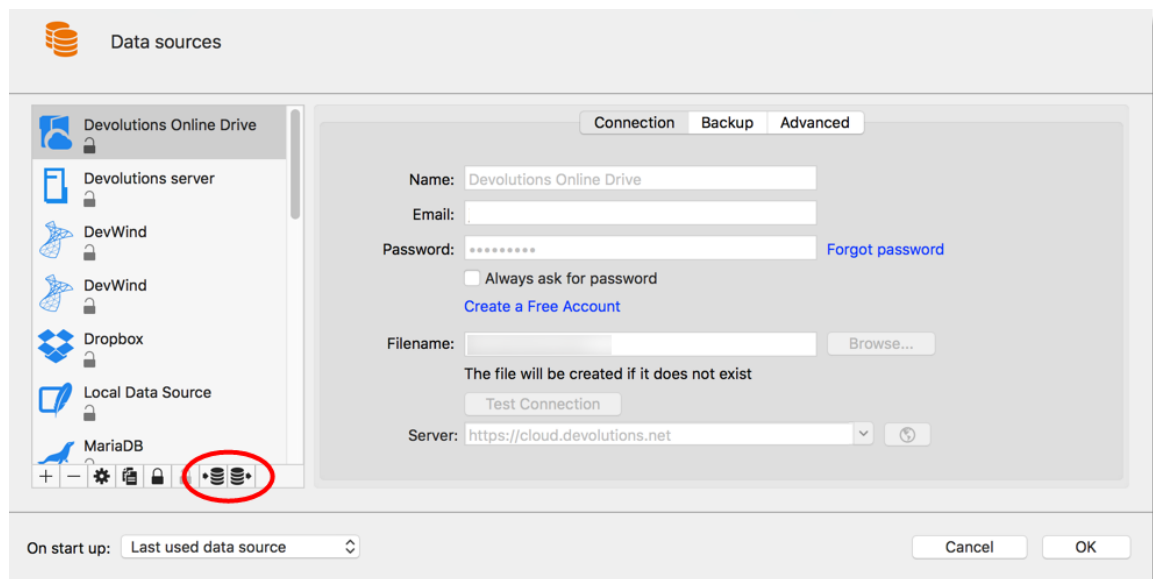 Data sources
Devolutions Online Drive
Devolutions server
DevWind
DevWind
Dropbox
Local Data Source
MariaDB
Connection Backup Advanced
Name: Devolutions Online Drive
Email:
Password: ••••••••• Forgot password
Always ask for password
Create a Free Account
Filename: Browse...
The file will be created if it does not exist
Test Connection
Server: https://cloud.devolutions.net
On start up: Last used data source
Cancel OK